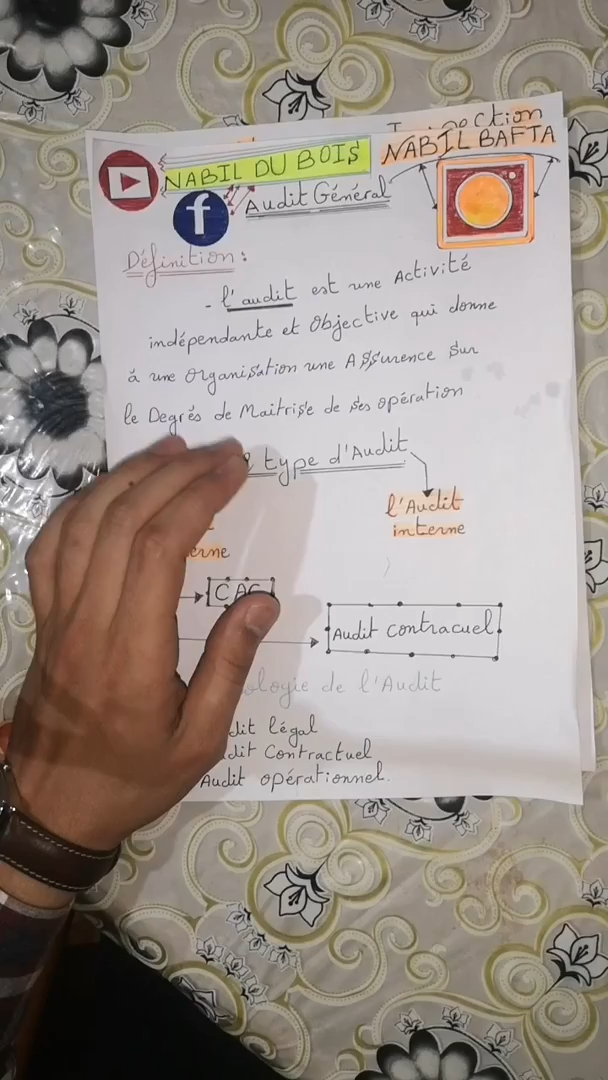 NABIL DU BOIS
NABIL BAFTA
f
Audit Général
Définition :
- l'audit est une Activité
indépendante et Objective qui donne
à une Organisation une Assurence sur
le Degrés de Maitrise de ses opération
type d'Audit
l'Audit
interne
erne
CAC
Audit contracuel
ologie de l'Audit
dit légal
dit Contractuel
Audit opérationnel.